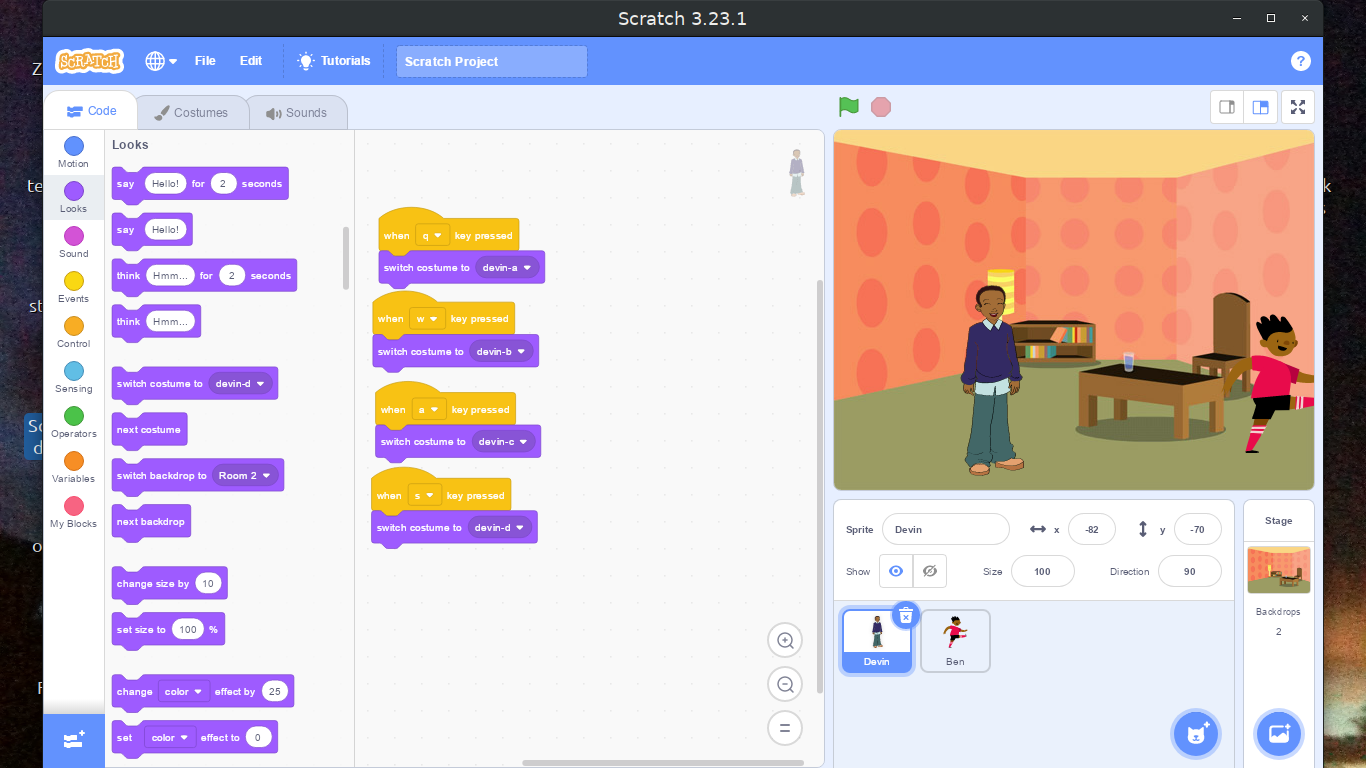 Scratch 3.23.1
SCRATCH
File
Edit
Tutorials
Scratch Project
?
Code
Costumes
Sounds
Motion
Looks
Sound
Events
Control
Sensing
Operators
Variables
My Blocks
Looks
say Hello! for 2 seconds
say Hello!
think Hmm... for 2 seconds
think Hmm...
switch costume to devin-d
next costume
switch backdrop to Room 2
next backdrop
change size by 10
set size to 100 %
change color effect by 25
set color effect to 0
when q key pressed
switch costume to devin-a
when w key pressed
switch costume to devin-b
when a key pressed
switch costume to devin-c
when s key pressed
switch costume to devin-d
Sprite Devin x -82 y -70
Show Size 100 Direction 90
Devin
Ben
Stage
Backdrops
2